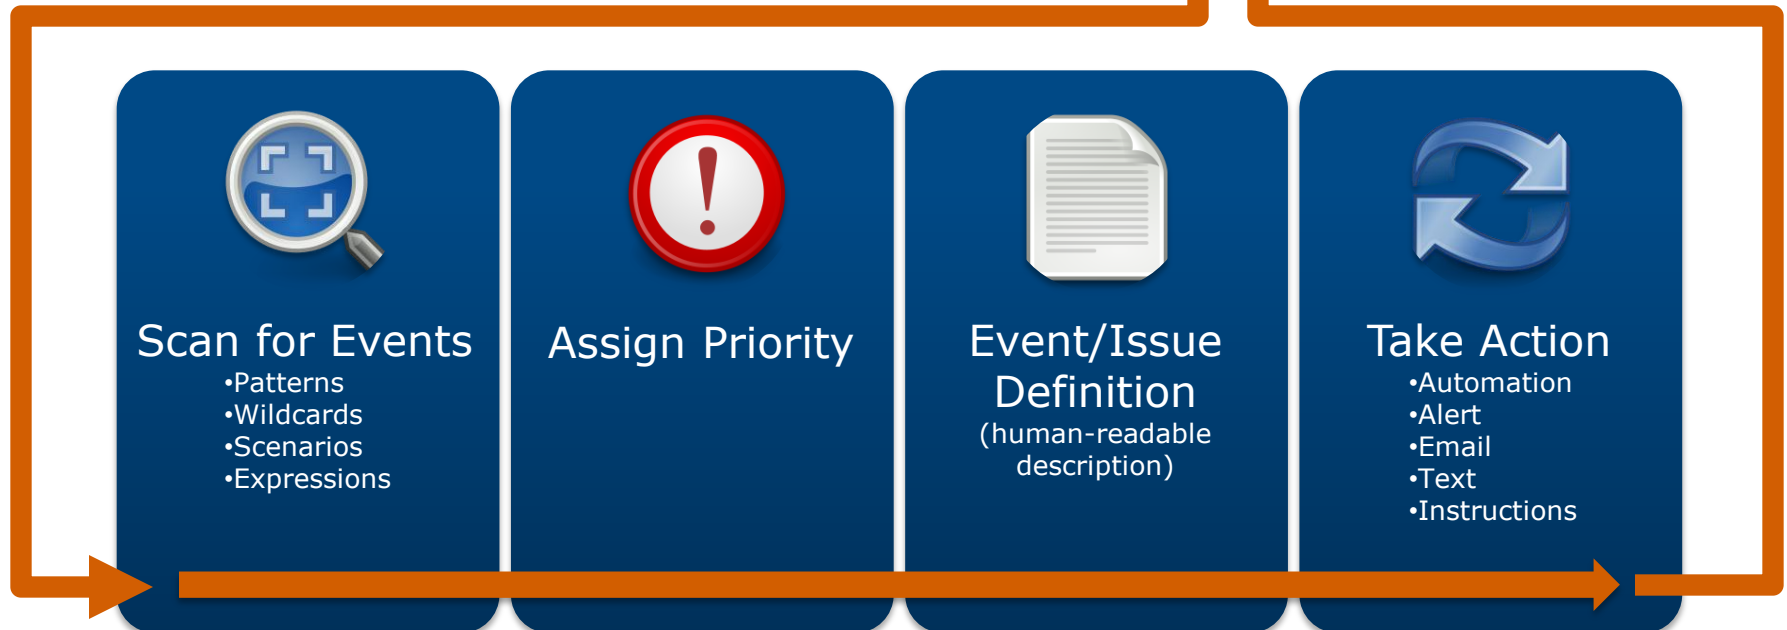 Scan for Events
•Patterns
•Wildcards
•Scenarios
•Expressions
Assign Priority
Event/Issue
Definition
(human-readable
description)
Take Action
•Automation
•Alert
•Email
•Text
•Instructions